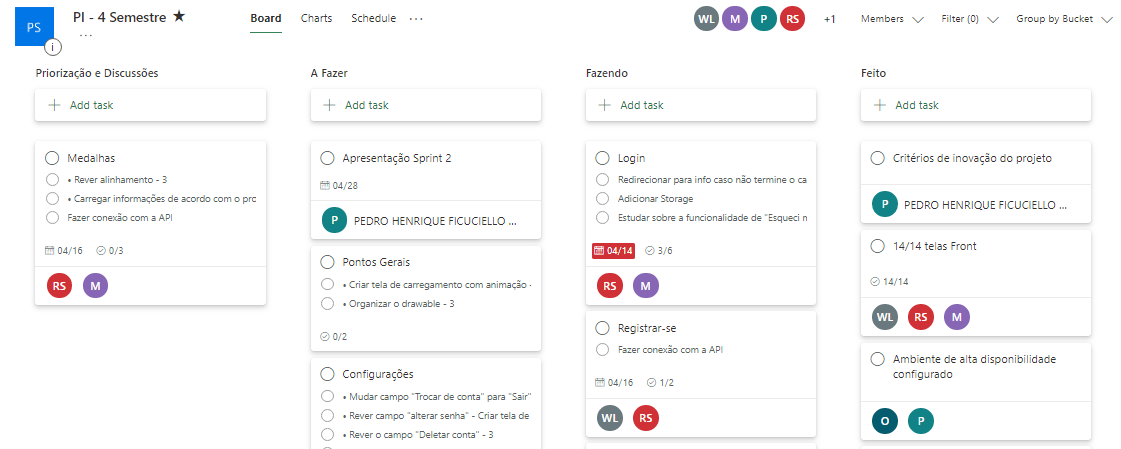 PS
i
PI - 4 Semestre ★
...
Board
Charts
Schedule
...
WL
M
P
RS
+1
Members
Filter (0)
Group by Bucket
Priorização e Discussões
Add task
Medalhas
• Rever alinhamento - 3
• Carregar informações de acordo com o pro
Fazer conexão com a API
04/16
0/3
RS
M
A Fazer
Add task
Apresentação Sprint 2
04/28
P
PEDRO HENRIQUE FICUCIELLO ...
Pontos Gerais
• Criar tela de carregamento com animação -
• Organizar o drawable - 3
0/2
Configurações
• Mudar campo "Trocar de conta" para "Sair"
• Rever campo "alterar senha" - Criar tela de
• Rever o campo "Deletar conta" - 3
Fazendo
Add task
Login
Redirecionar para info caso não termine o ca
Adicionar Storage
Estudar sobre a funcionalidade de "Esqueci n
04/14
3/6
RS
M
Registrar-se
Fazer conexão com a API
04/16
1/2
WL
RS
Feito
Add task
Critérios de inovação do projeto
P
PEDRO HENRIQUE FICUCIELLO ...
14/14 telas Front
14/14
WL
RS
M
Ambiente de alta disponibilidade
configurado
O
P